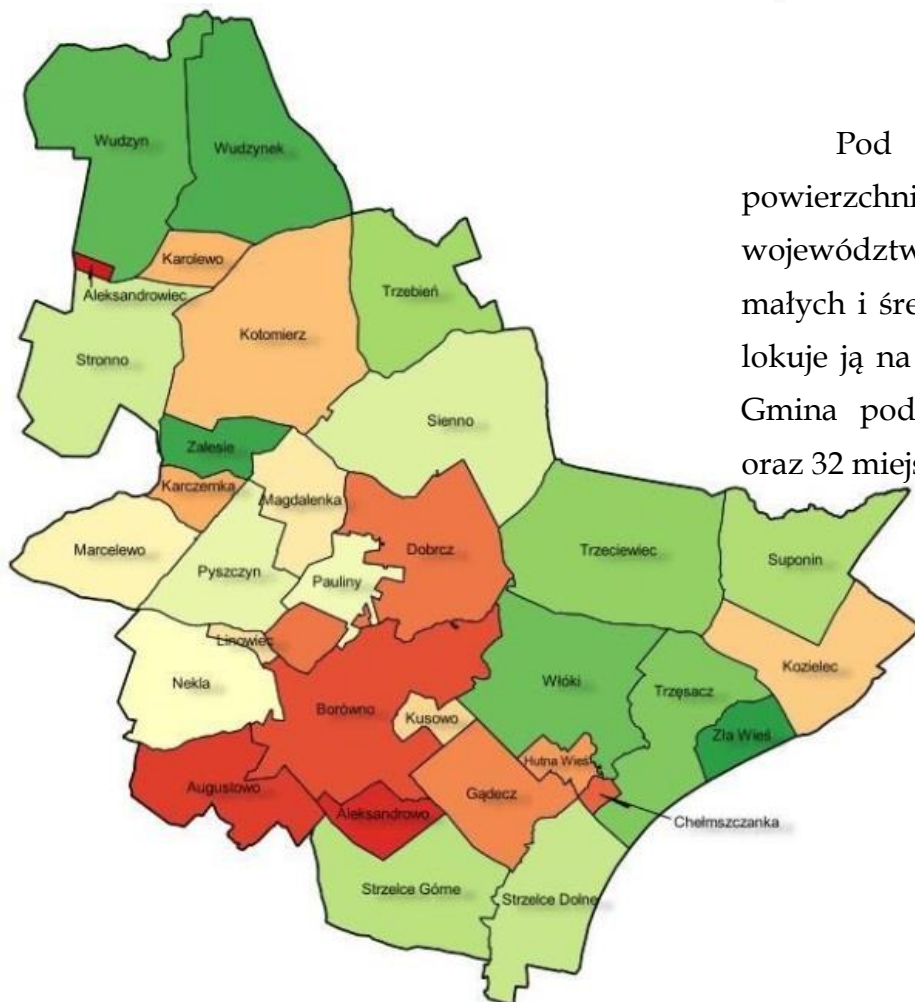 Pod
powierzchni
województw
małych i śre
lokuje ją na
Gmina pod
oraz 32 miejs
Wudzyn
Wudzynek
Karolewo
Aleksandrowiec
Trzebień
Kotomierz
Stronno
Sienno
Zalesie
Karczemka
Magdalenka
Marcelewo
Dobrcz
Trzeciewiec
Suponin
Pyszczyn
Pauliny
Linowiec
Kozielec
Nekla
Włóki
Trzęsacz
Borówno
Kusowo
Zła Wieś
Hutna Wieś
Augustowo
Gądecz
Aleksandrowo
Chełmszczanka
Strzelce Górne
Strzelce Dolne